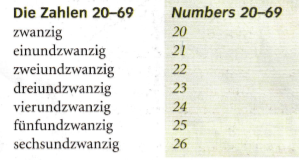 Die Zahlen 20–69 Numbers 20–69
zwanzig 20
einundzwanzig 21
zweiundzwanzig 22
dreiundzwanzig 23
vierundzwanzig 24
fünfundzwanzig 25
sechsundzwanzig 26